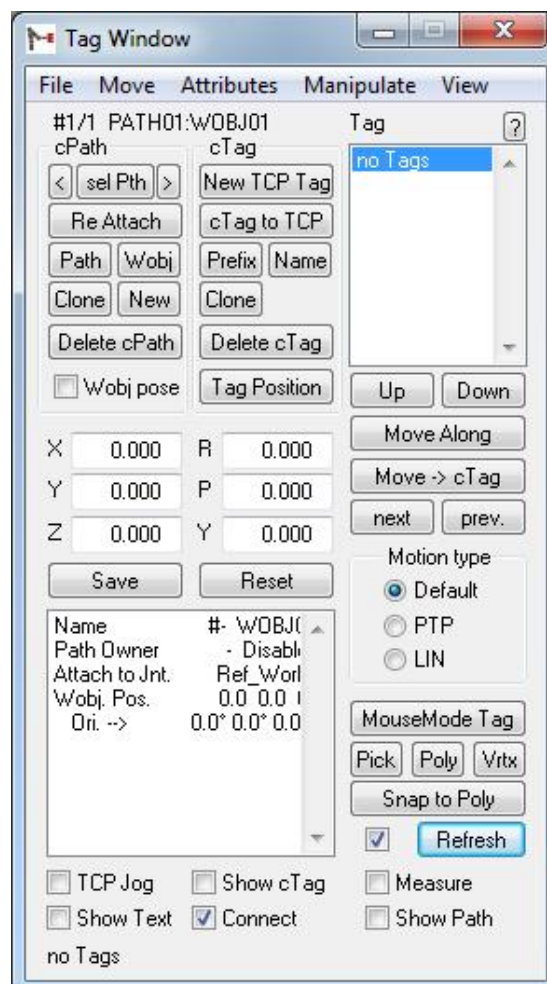 Tag Window
File Move Attributes Manipulate View
#1/1 PATH01:WOBJ01 Tag ?
cPath cTag no Tags
< sel Pth > New TCP Tag
Re Attach cTag to TCP
Path Wobj Prefix Name
Clone New Clone
Delete cPath Delete cTag
Wobj pose Tag Position Up Down
Move Along
X 0.000 R 0.000
Move -> cTag
Y 0.000 P 0.000
next prev.
Z 0.000 Y 0.000
Motion type
Save Reset Default
Name #- WOBJ0 PTP
Path Owner - Disabl
LIN
Attach to Jnt. Ref_Worl
Wobj. Pos. 0.0 0.0
Ori. --> 0.0° 0.0° 0.0
MouseMode Tag
Pick Poly Vrtx
Snap to Poly
Refresh
TCP Jog Show cTag Measure
Show Text Connect Show Path
no Tags